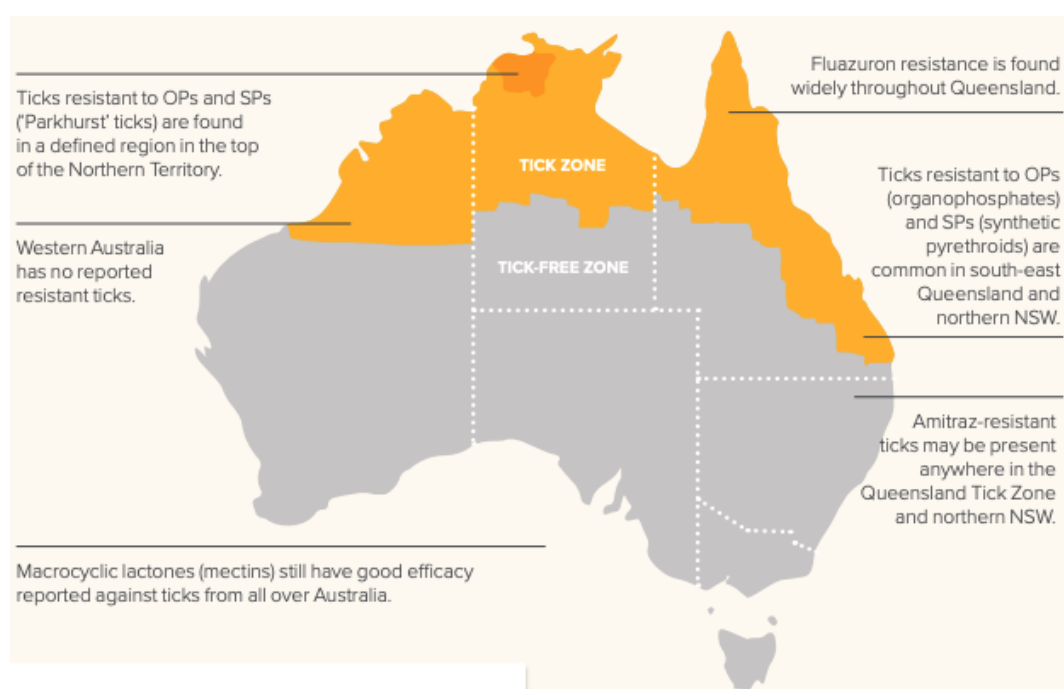 Ticks resistant to OPs and SPs
('Parkhurst' ticks) are found
in a defined region in the top
of the Northern Territory.
Western Australia
has no reported
resistant ticks.
Macrocyclic lactones (mectins) still have good efficacy
reported against ticks from all over Australia.
TICK ZONE
TICK-FREE ZONE
Fluazuron resistance is found
widely throughout Queensland.
Ticks resistant to OPs
(organophosphates)
and SPs (synthetic
pyrethroids) are
common in south-east
Queensland and
northern NSW.
Amitraz-resistant
ticks may be present
anywhere in the
Queensland Tick Zone
and northern NSW.